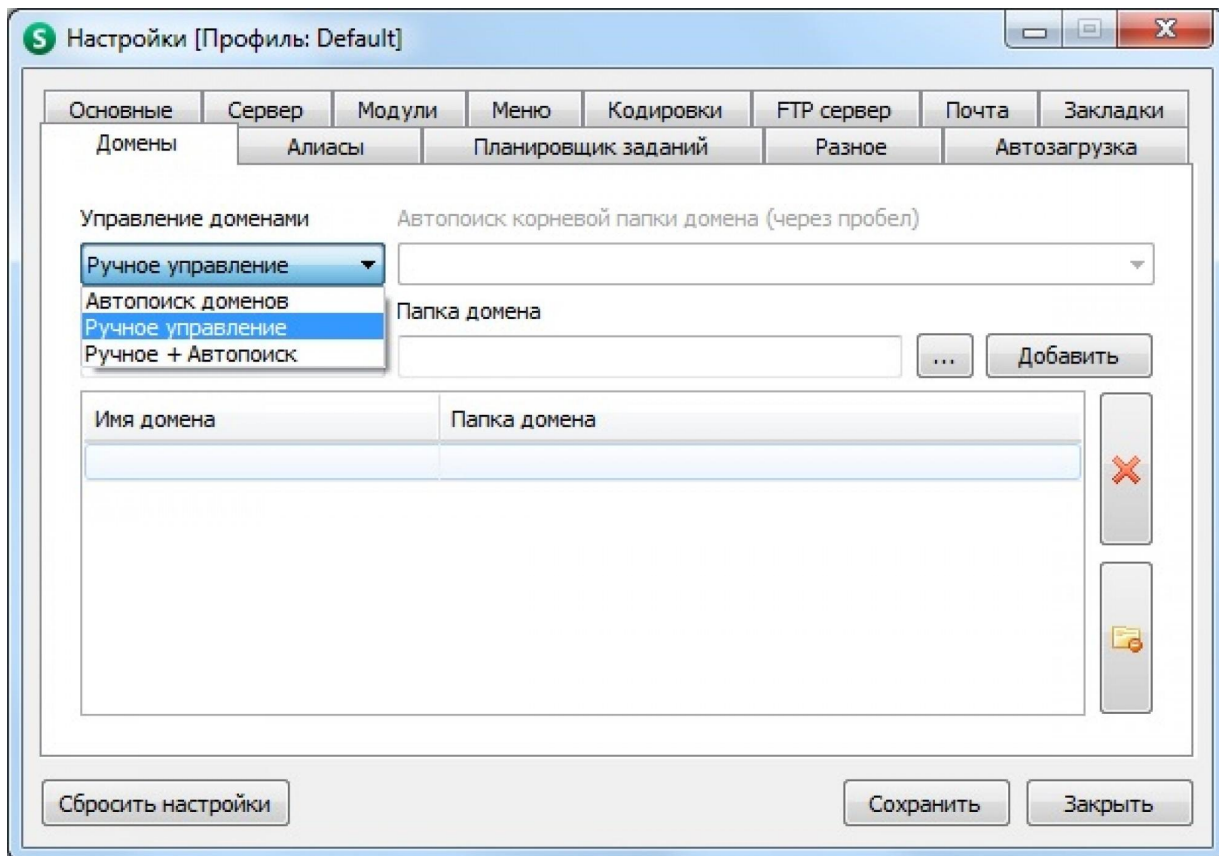 S Настройки [Профиль: Default]
Основные Сервер Модули Меню Кодировки FTP сервер Почта Закладки
Домены Алиасы Планировщик заданий Разное Автозагрузка
Управление доменами Автопоиск корневой папки домена (через пробел)
Ручное управление
Автопоиск доменов
Ручное управление
Ручное + Автопоиск
Папка домена
... Добавить
Имя домена Папка домена
Сбросить настройки Сохранить Закрыть